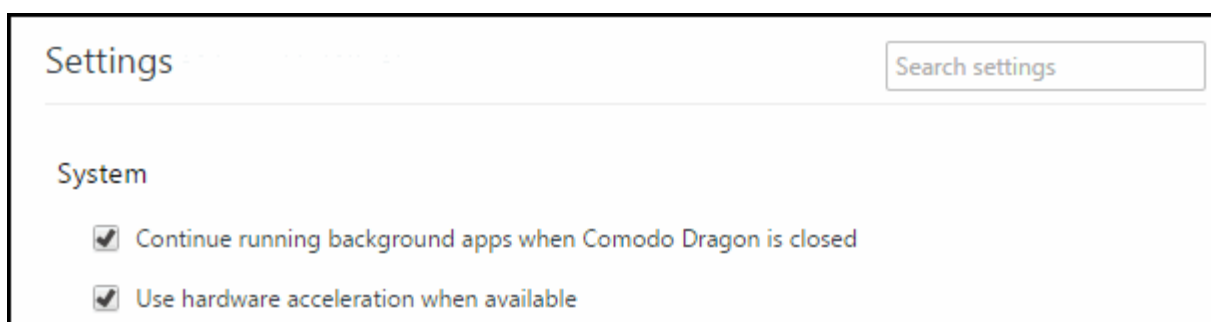 Settings
Search settings
System
Continue running background apps when Comodo Dragon is closed
Use hardware acceleration when available